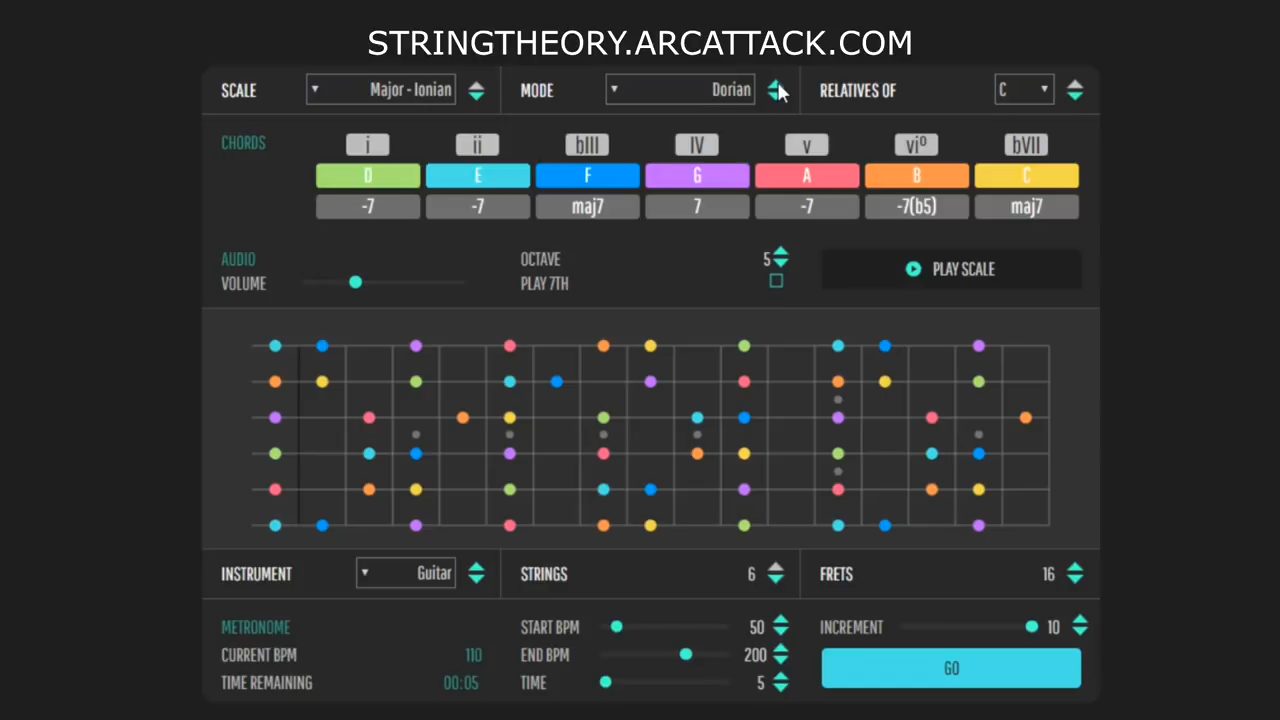 STRINGTHEORY.ARCATTACK.COM
SCALE Major - Ionian MODE Dorian RELATIVES OF C
CHORDS i ii bIII IV v viº bVII
D E F G A B C
-7 -7 maj7 7 -7 -7(b5) maj7
AUDIO OCTAVE 5 PLAY SCALE
VOLUME PLAY 7TH
INSTRUMENT Guitar STRINGS 6 FRETS 16
METRONOME START BPM 50 INCREMENT 10
CURRENT BPM 110 END BPM 200 GO
TIME REMAINING 00:05 TIME 5